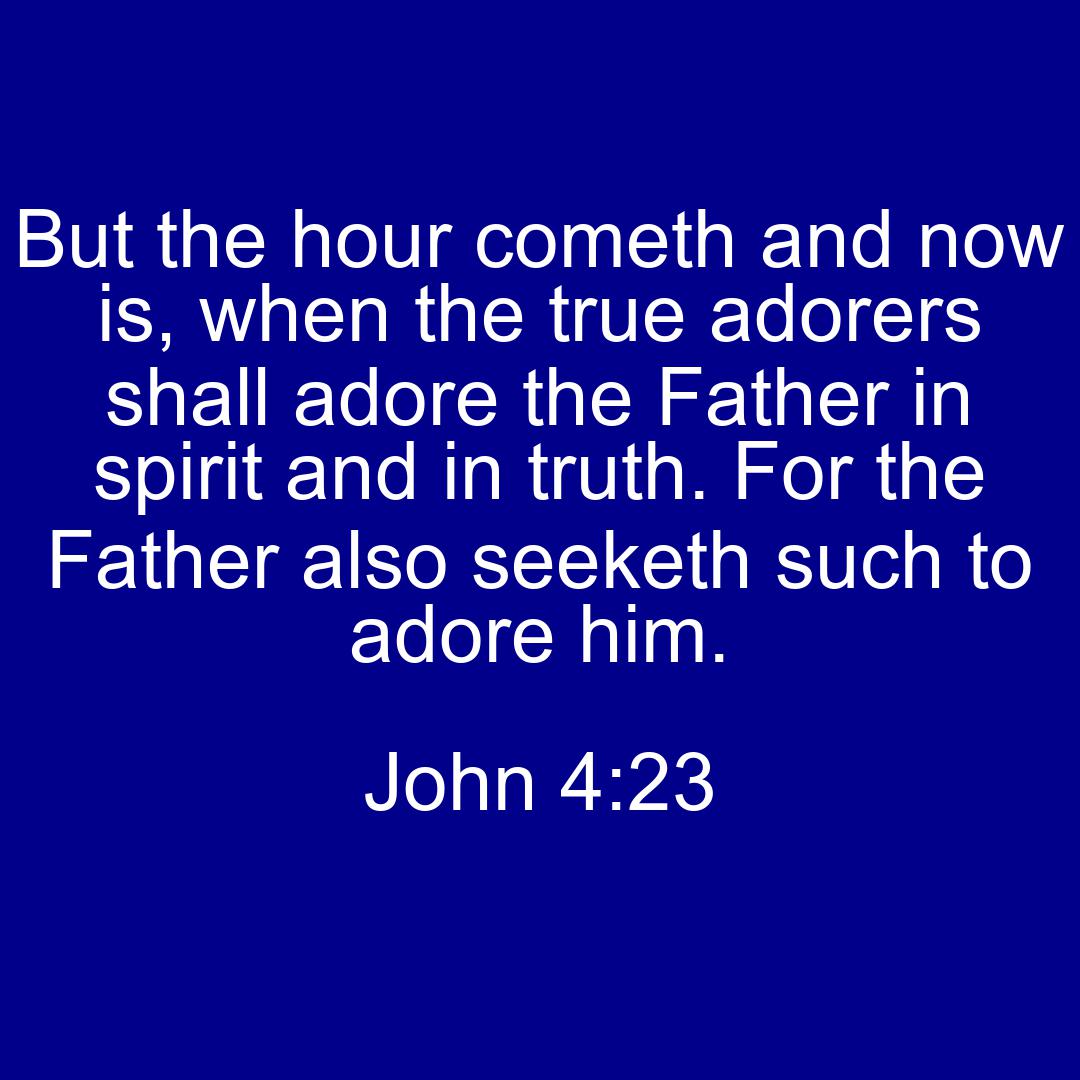 But the hour cometh and now
is, when the true adorers
shall adore the Father in
spirit and in truth. For the
Father also seeketh such to
adore him.
John 4:23